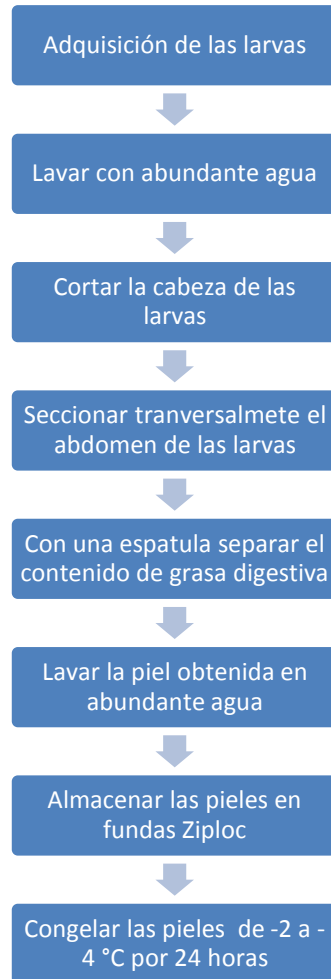 Adquisición de las larvas
Lavar con abundante agua
Cortar la cabeza de las
larvas
Seccionar tranversalmete el
abdomen de las larvas
Con una espatula separar el
contenido de grasa digestiva
Lavar la piel obtenida en
abundante agua
Almacenar las pieles en
fundas Ziploc
Congelar las pieles de -2 a -
4 °C por 24 horas